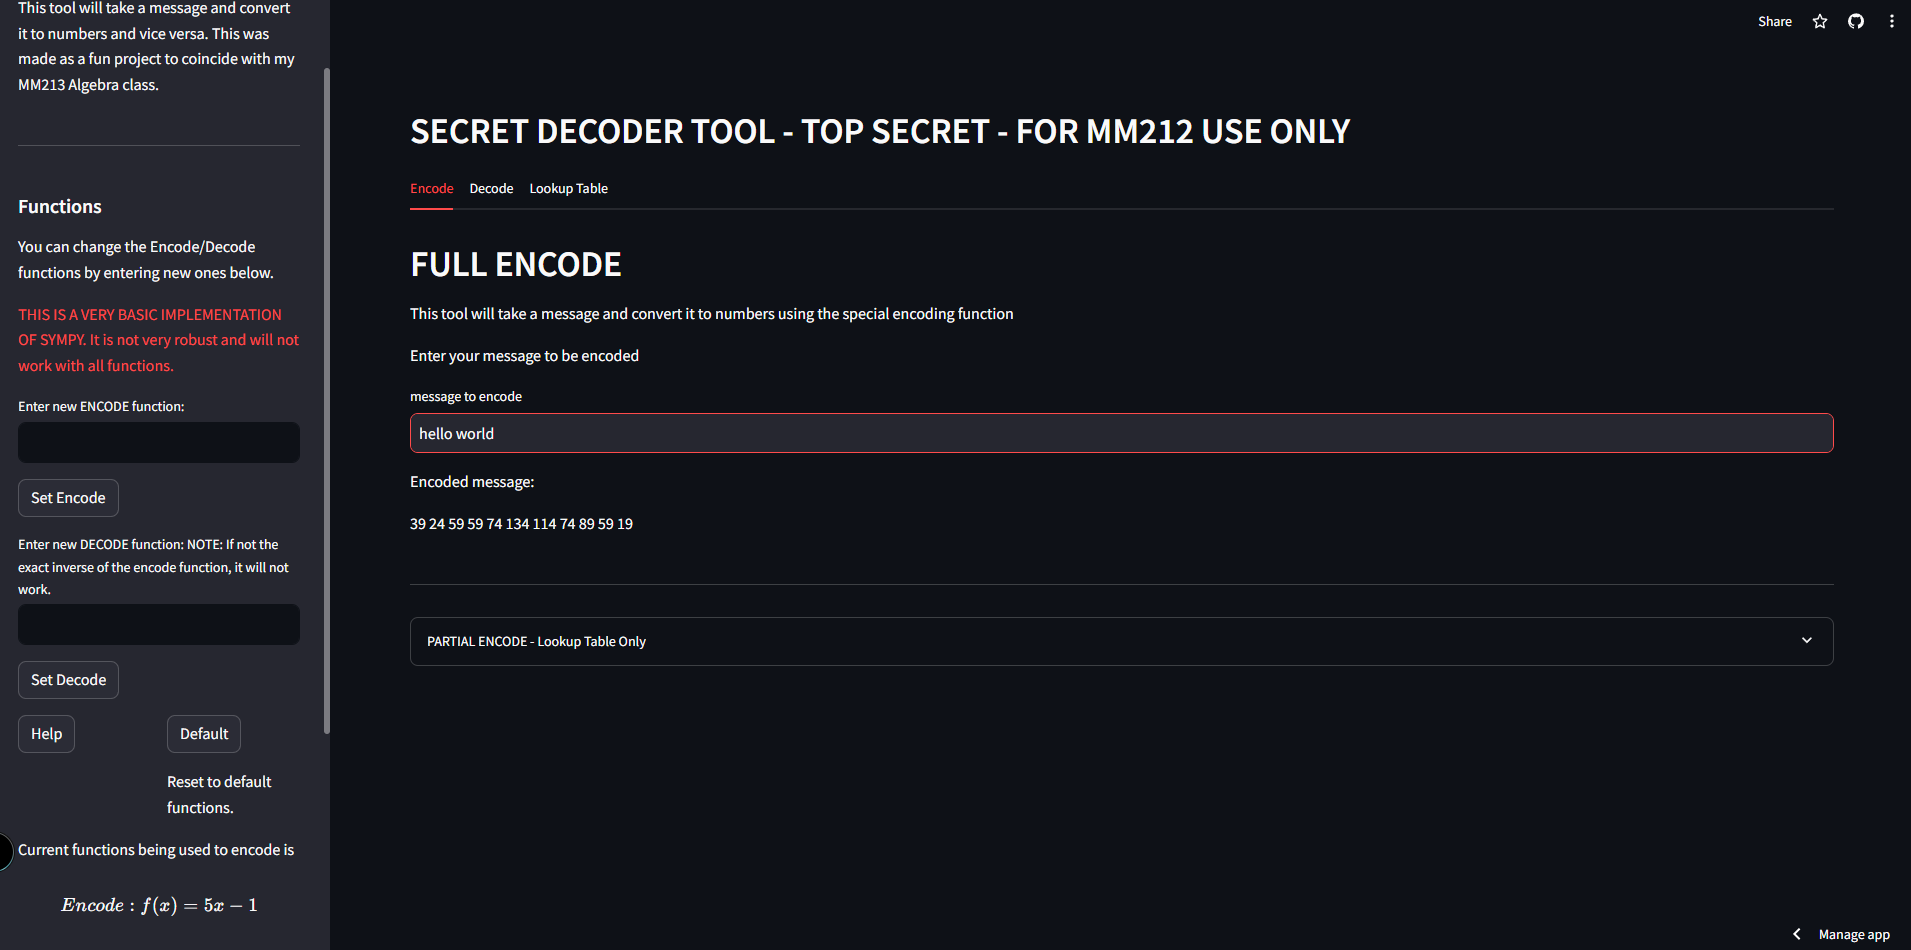 This tool will take a message and convert
it to numbers and vice versa. This was
made as a fun project to coincide with my
MM213 Algebra class.
Functions
You can change the Encode/Decode
functions by entering new ones below.
THIS IS A VERY BASIC IMPLEMENTATION
OF SYMPY. It is not very robust and will not
work with all functions.
Enter new ENCODE function:
Set Encode
Enter new DECODE function: NOTE: If not the
exact inverse of the encode function, it will not
work.
Set Decode
Help
Default
Reset to default
functions.
Current functions being used to encode is
Encode : f(x) = 5x − 1
Share
SECRET DECODER TOOL - TOP SECRET - FOR MM212 USE ONLY
Encode Decode Lookup Table
FULL ENCODE
This tool will take a message and convert it to numbers using the special encoding function
Enter your message to be encoded
message to encode
hello world
Encoded message:
39 24 59 59 74 134 114 74 89 59 19
PARTIAL ENCODE - Lookup Table Only
Manage app